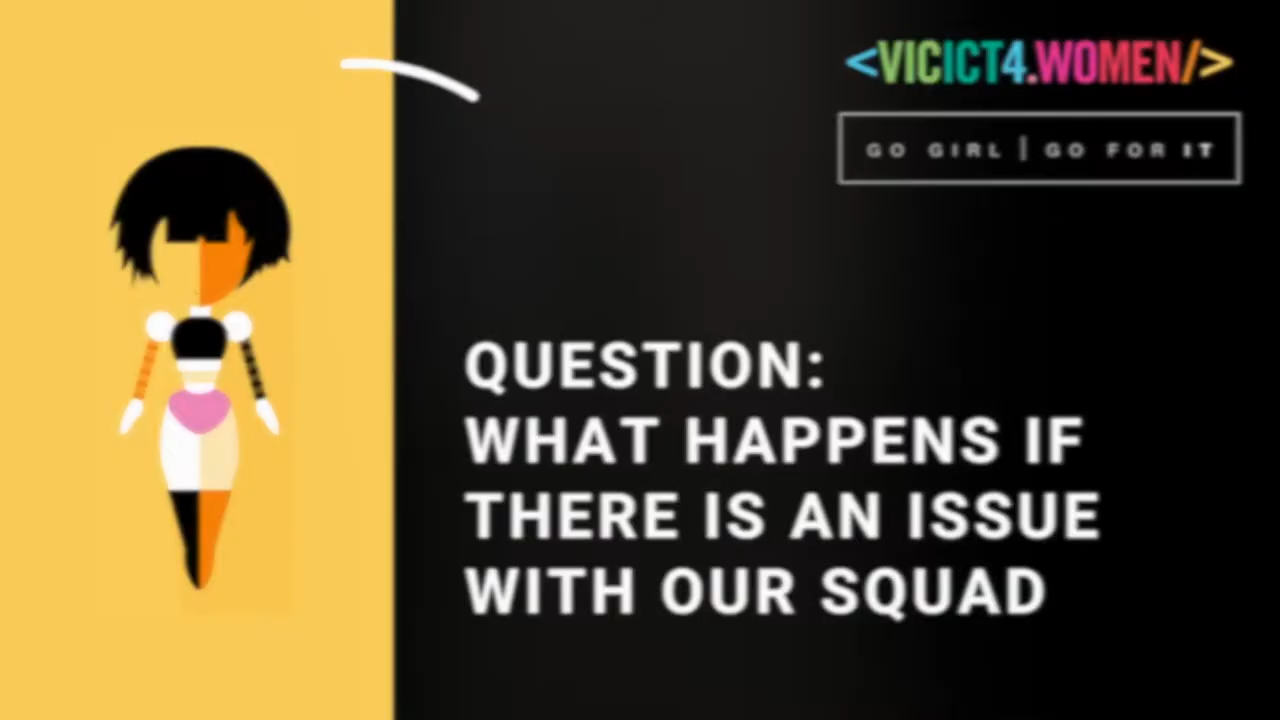 <VICICT4.WOMEN/>
GO GIRL | GO FOR IT
QUESTION:
WHAT HAPPENS IF
THERE IS AN ISSUE
WITH OUR SQUAD